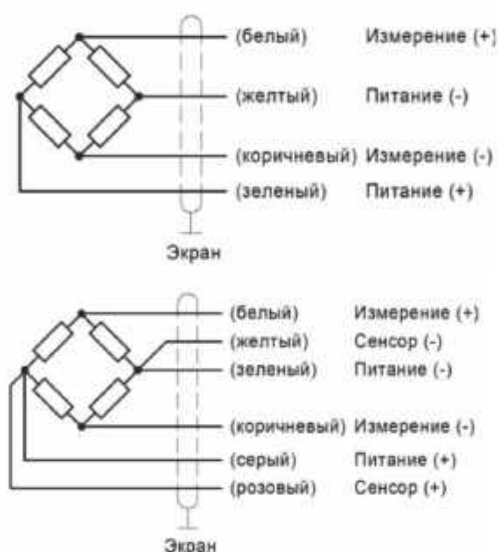 (белый) Измерение (+)
(желтый) Питание (-)
(коричневый) Измерение (-)
(зеленый) Питание (+)
Экран
(белый) Измерение (+)
(желтый) Сенсор (-)
(зеленый) Питание (-)
(коричневый) Измерение (-)
(серый) Питание (+)
(розовый) Сенсор (+)
Экран